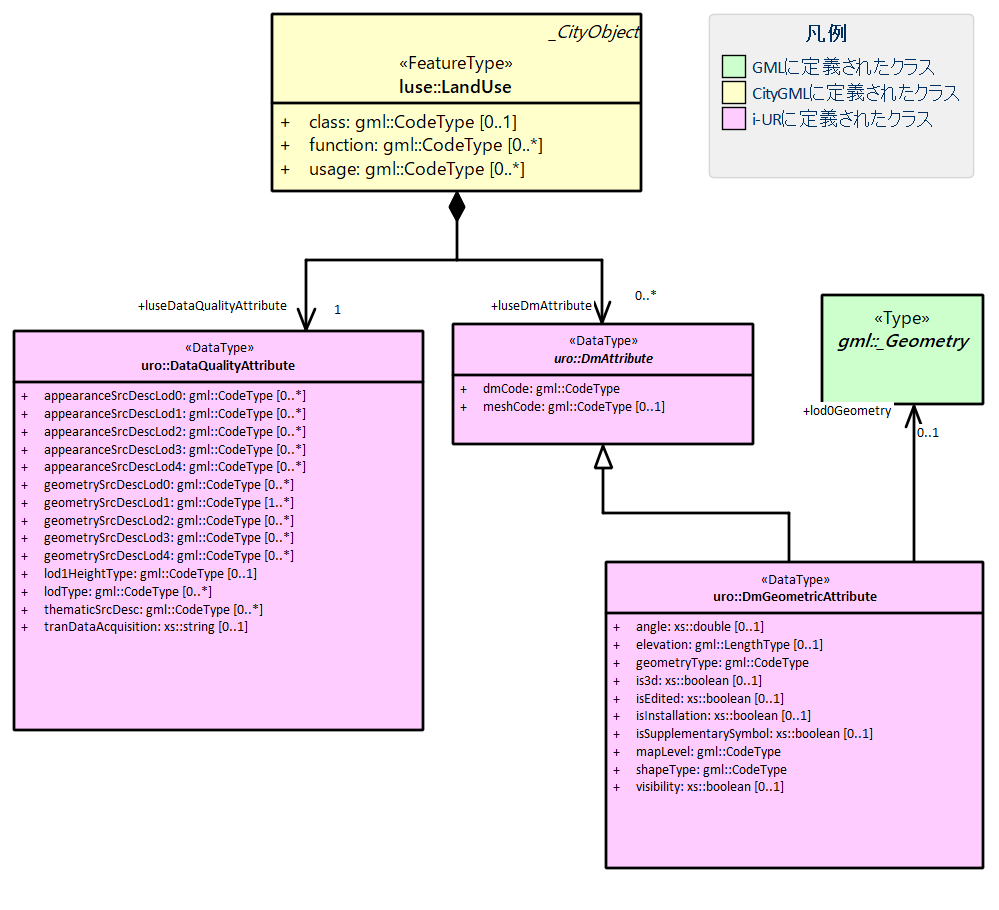 _CityObject
«FeatureType»
luse::LandUse
+ class: gml::CodeType [0..1]
+ function: gml::CodeType [0..*]
+ usage: gml::CodeType [0..*]
凡例
GMLに定義されたクラス
CityGMLに定義されたクラス
i-URに定義されたクラス
+luseDataQualityAttribute
1
+luseDmAttribute
0..*
«DataType»
uro::DataQualityAttribute
+ appearanceSrcDescLod0: gml::CodeType [0..*]
+ appearanceSrcDescLod1: gml::CodeType [0..*]
+ appearanceSrcDescLod2: gml::CodeType [0..*]
+ appearanceSrcDescLod3: gml::CodeType [0..*]
+ appearanceSrcDescLod4: gml::CodeType [0..*]
+ geometrySrcDescLod0: gml::CodeType [0..*]
+ geometrySrcDescLod1: gml::CodeType [1..*]
+ geometrySrcDescLod2: gml::CodeType [0..*]
+ geometrySrcDescLod3: gml::CodeType [0..*]
+ geometrySrcDescLod4: gml::CodeType [0..*]
+ lod1HeightType: gml::CodeType [0..1]
+ lodType: gml::CodeType [0..*]
+ thematicSrcDesc: gml::CodeType [0..*]
+ tranDataAcquisition: xs::string [0..1]
«DataType»
uro::DmAttribute
+ dmCode: gml::CodeType
+ meshCode: gml::CodeType [0..1]
«Type»
gml::_Geometry
+lod0Geometry
0..1
«DataType»
uro::DmGeometricAttribute
+ angle: xs::double [0..1]
+ elevation: gml::LengthType [0..1]
+ geometryType: gml::CodeType
+ is3d: xs::boolean [0..1]
+ isEdited: xs::boolean [0..1]
+ isInstallation: xs::boolean [0..1]
+ isSupplementarySymbol: xs::boolean [0..1]
+ mapLevel: gml::CodeType
+ shapeType: gml::CodeType
+ visibility: xs::boolean [0..1]